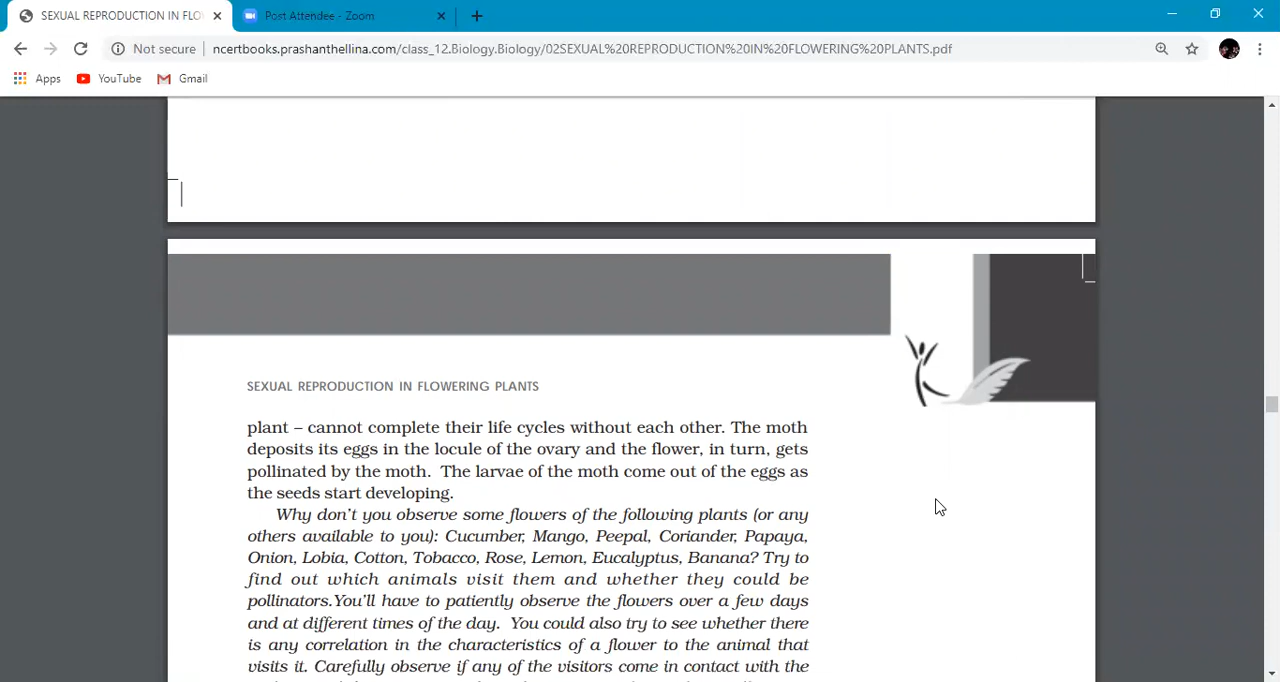 SEXUAL REPRODUCTION IN FLO
Post Attendee - Zoom
Not secure
ncertbooks.prashanthellina.com/class_12.Biology.Biology/02SEXUAL%20REPRODUCTION%20IN%20FLOWERING%20PLANTS.pdf
Apps
YouTube
Gmail
SEXUAL REPRODUCTION IN FLOWERING PLANTS
plant – cannot complete their life cycles without each other. The moth
deposits its eggs in the locule of the ovary and the flower, in turn, gets
pollinated by the moth. The larvae of the moth come out of the eggs as
the seeds start developing.
Why don't you observe some flowers of the following plants (or any
others available to you): Cucumber, Mango, Peepal, Coriander, Papaya,
Onion, Lobia, Cotton, Tobacco, Rose, Lemon, Eucalyptus, Banana? Try to
find out which animals visit them and whether they could be
pollinators.You'll have to patiently observe the flowers over a few days
and at different times of the day. You could also try to see whether there
is any correlation in the characteristics of a flower to the animal that
visits it. Carefully observe if any of the visitors come in contact with the